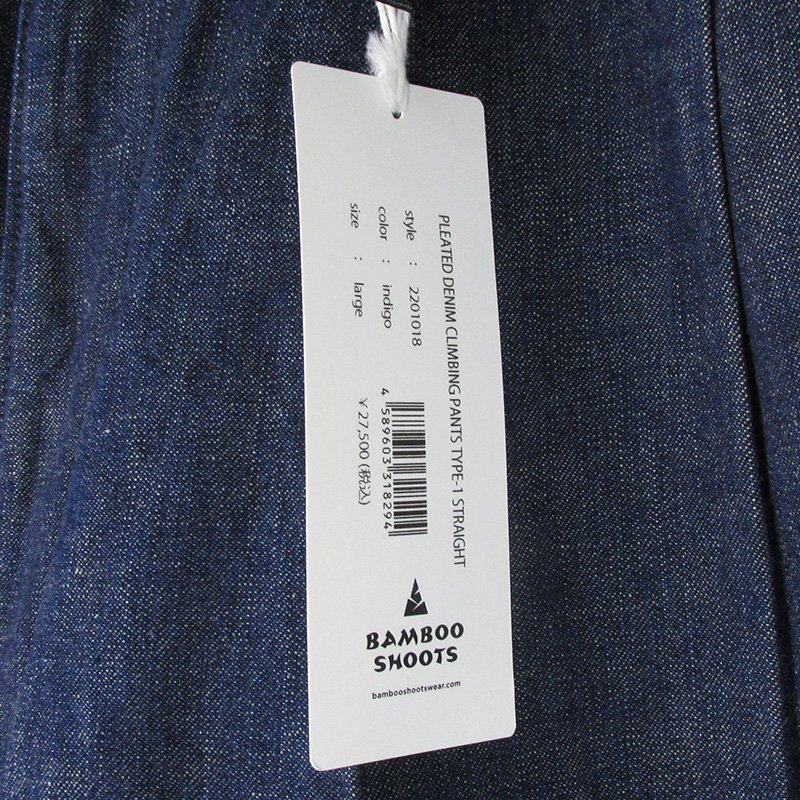 PLEATED DENIM CLIMBING PANTS TYPE-1 STRAIGHT
style : 2201018
color : indigo
size : large
4 589603 318294
￥27,500 (税込)
BAMBOO
SHOOTS
bambooshootswear.com